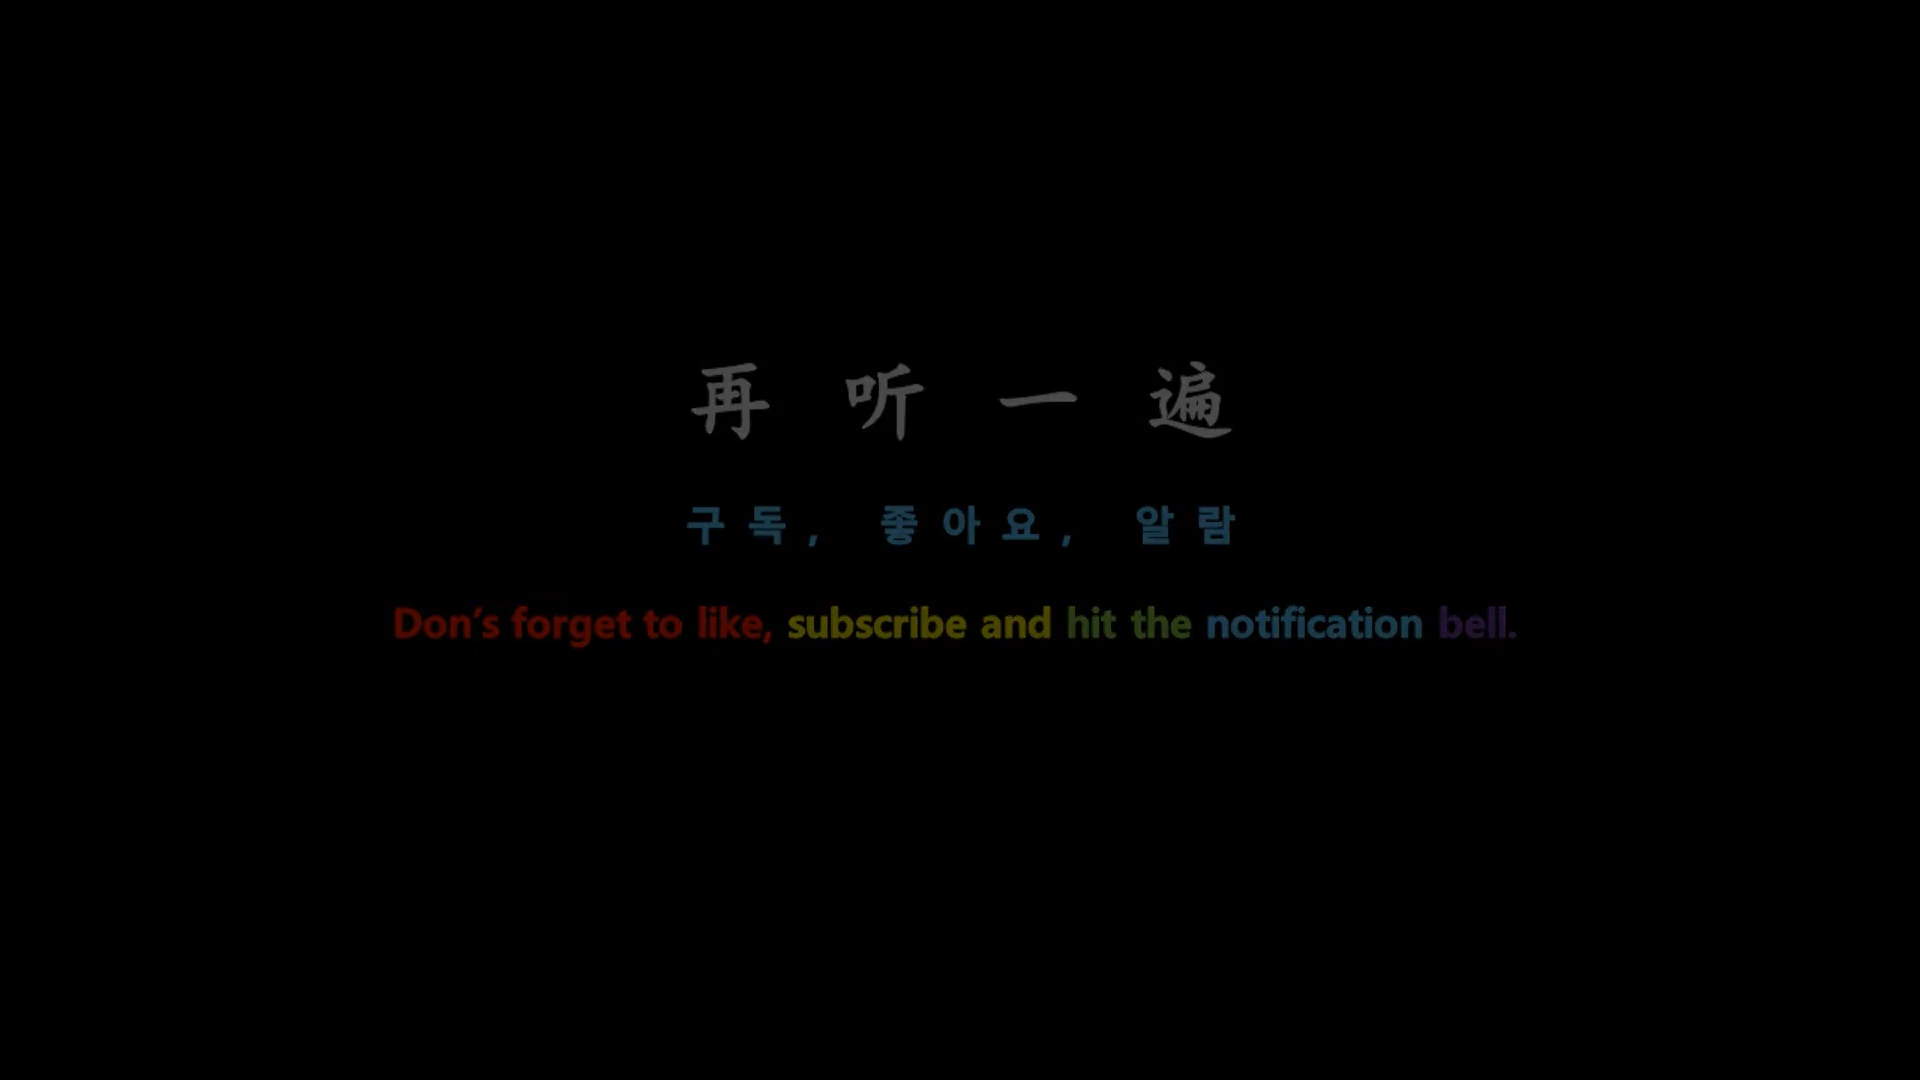 再 听 一 遍
구 독 , 좋 아 요 , 알 람
Don’s forget to like, subscribe and hit the notification bell.